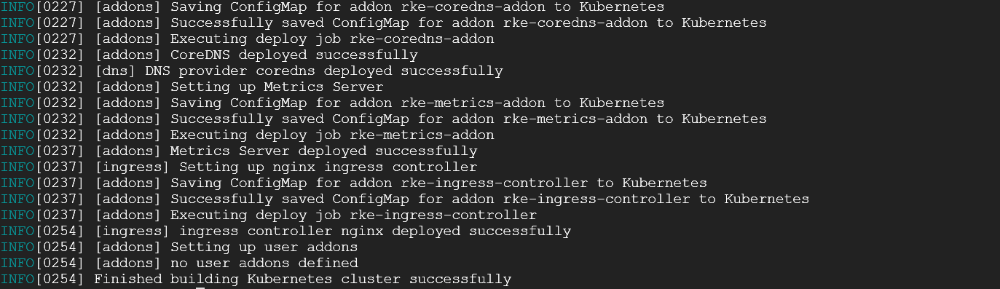 INFO[0227] [addons] Saving ConfigMap for addon rke-coredns-addon to Kubernetes
INFO[0227] [addons] Successfully saved ConfigMap for addon rke-coredns-addon to Kubernetes
INFO[0227] [addons] Executing deploy job rke-coredns-addon
INFO[0232] [addons] CoreDNS deployed successfully
INFO[0232] [dns] DNS provider coredns deployed successfully
INFO[0232] [addons] Setting up Metrics Server
INFO[0232] [addons] Saving ConfigMap for addon rke-metrics-addon to Kubernetes
INFO[0232] [addons] Successfully saved ConfigMap for addon rke-metrics-addon to Kubernetes
INFO[0232] [addons] Executing deploy job rke-metrics-addon
INFO[0237] [addons] Metrics Server deployed successfully
INFO[0237] [ingress] Setting up nginx ingress controller
INFO[0237] [addons] Saving ConfigMap for addon rke-ingress-controller to Kubernetes
INFO[0237] [addons] Successfully saved ConfigMap for addon rke-ingress-controller to Kubernetes
INFO[0237] [addons] Executing deploy job rke-ingress-controller
INFO[0254] [ingress] ingress controller nginx deployed successfully
INFO[0254] [addons] Setting up user addons
INFO[0254] [addons] no user addons defined
INFO[0254] Finished building Kubernetes cluster successfully